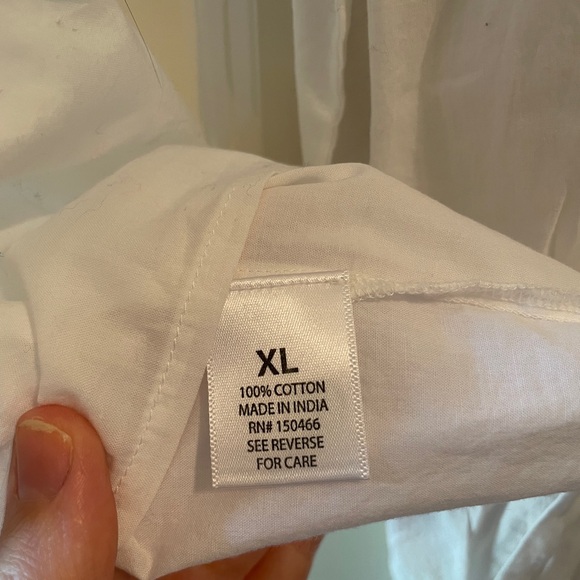 XL
100% COTTON
MADE IN INDIA
RN# 150466
SEE REVERSE
FOR CARE